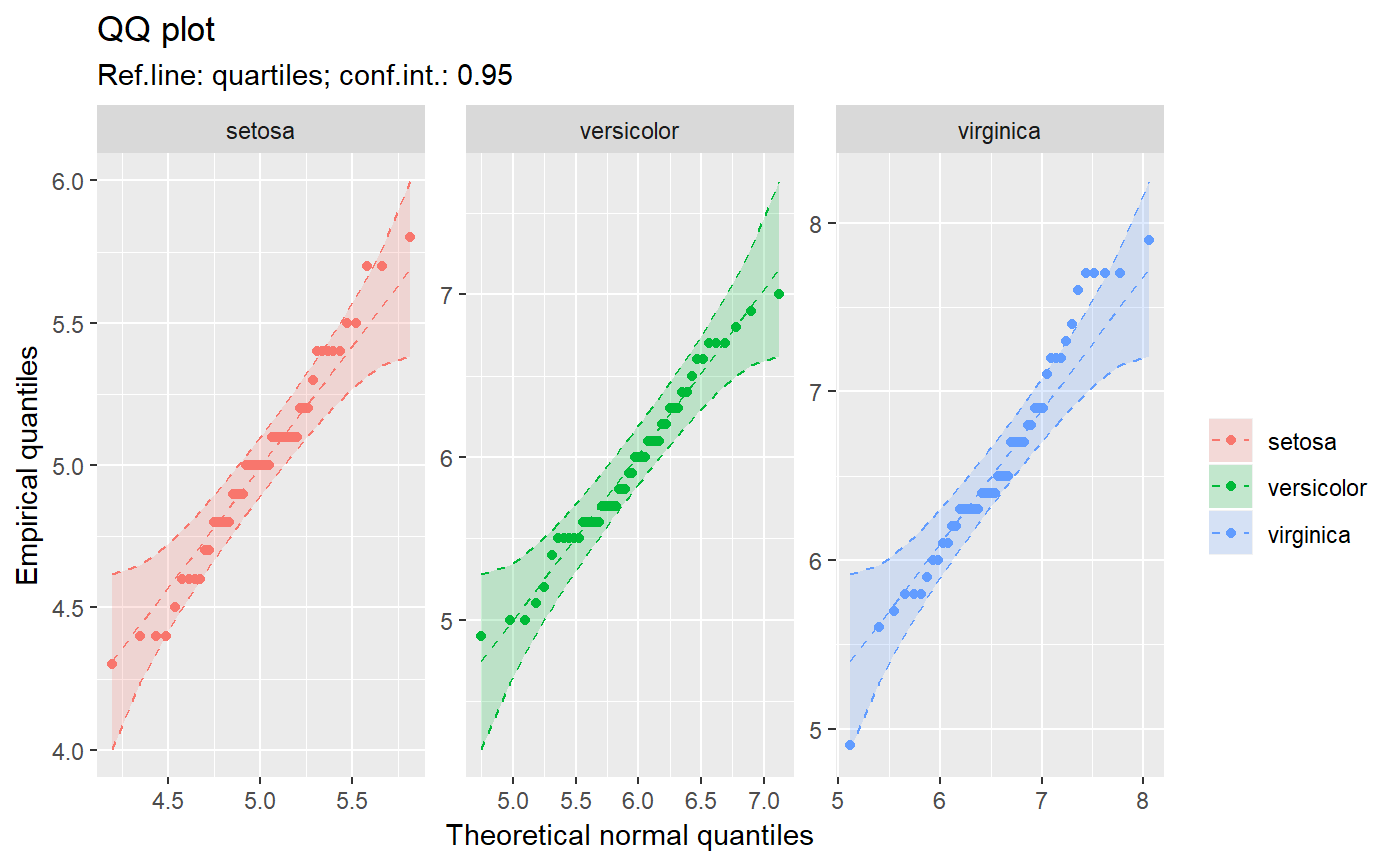 QQ plot
Ref.line: quartiles; conf.int.: 0.95
setosa
versicolor
virginica
Empirical quantiles
6.0
5.5
5.0
4.5
4.0
7
6
5
8
7
6
5
4.5 5.0 5.5
5.0 5.5 6.0 6.5 7.0
5 6 7 8
Theoretical normal quantiles
setosa
versicolor
virginica